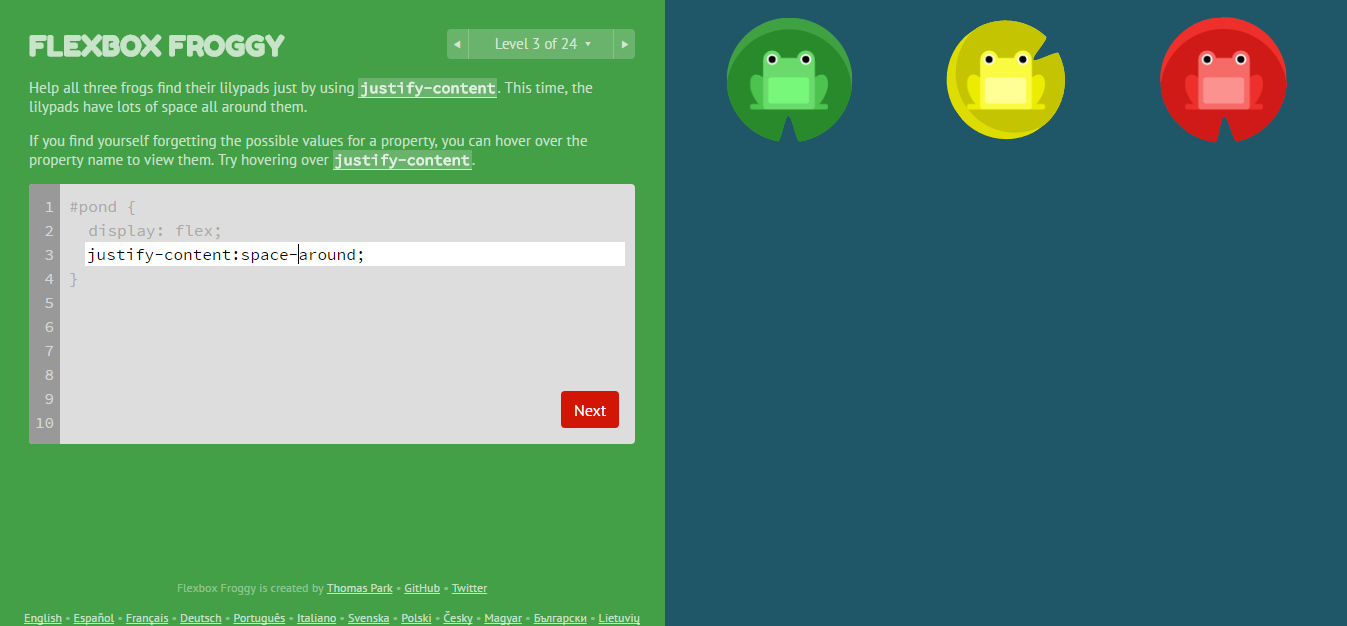 FLEXBOX FROGGY
◀ Level 3 of 24 ▾ ▶
Help all three frogs find their lilypads just by using justify-content. This time, the
lilypads have lots of space all around them.
If you find yourself forgetting the possible values for a property, you can hover over the
property name to view them. Try hovering over justify-content.
1 #pond {
2 display: flex;
3 justify-content:space-around;
4 }
5
6
7
8
9
10
Next
Flexbox Froggy is created by Thomas Park • GitHub • Twitter
English • Español • Français • Deutsch • Português • Italiano • Svenska • Polski • Česky • Magyar • Български • Lietuvių